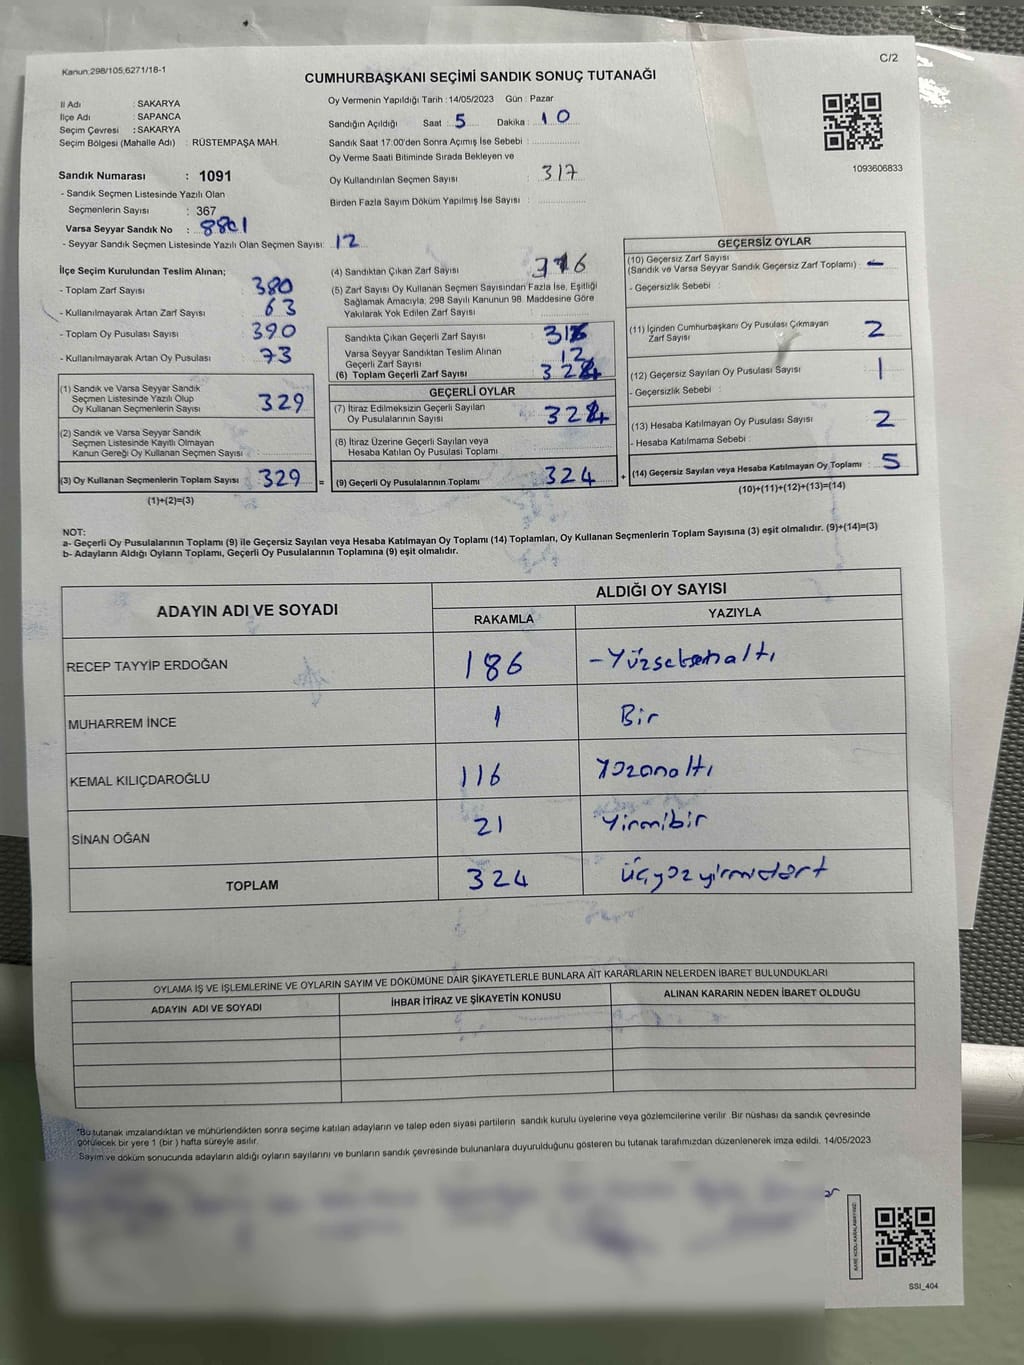 Kanun:298/105,6271/18-1
C/2
CUMHURBAŞKANI SEÇİMİ SANDIK SONUÇ TUTANAĞI
İl Adı : SAKARYA
İlçe Adı : SAPANCA
Seçim Çevresi : SAKARYA
Seçim Bölgesi (Mahalle Adı) : RÜSTEMPAŞA MAH.
Oy Vermenin Yapıldığı Tarih : 14/05/2023 Gün : Pazar
Sandığın Açıldığı Saat : 5 Dakika : 10
Sandık Saat 17:00'den Sonra Açımış İse Sebebi :
Oy Verme Saati Bitiminde Sırada Bekleyen ve
Oy Kullandırılan Seçmen Sayısı : 317
Birden Fazla Sayım Döküm Yapılmış İse Sayısı :
1093606833
Sandık Numarası : 1091
- Sandık Seçmen Listesinde Yazılı Olan
Seçmenlerin Sayısı : 367
Varsa Seyyar Sandık No : 8801
- Seyyar Sandık Seçmen Listesinde Yazılı Olan Seçmen Sayısı: 12
İlçe Seçim Kurulundan Teslim Alınan;
- Toplam Zarf Sayısı 380
- Kullanılmayarak Artan Zarf Sayısı 63
- Toplam Oy Pusulası Sayısı 390
- Kullanılmayarak Artan Oy Pusulası 73
(1) Sandık ve Varsa Seyyar Sandık
Seçmen Listesinde Yazılı Olup
Oy Kullanan Seçmenlerin Sayısı 329
(2) Sandık ve Varsa Seyyar Sandık
Seçmen Listesinde Kayıtlı Olmayan
Kanun Gereği Oy Kullanan Seçmen Sayısı :
(3) Oy Kullanan Seçmenlerin Toplam Sayısı 329 =
(1)+(2)=(3)
(4) Sandıktan Çıkan Zarf Sayısı 316
(5) Zarf Sayısı Oy Kullanan Seçmen Sayısından Fazla İse, Eşitliği
Sağlamak Amacıyla; 298 Sayılı Kanunun 98. Maddesine Göre
Yakılarak Yok Edilen Zarf Sayısı :
Sandıkta Çıkan Geçerli Zarf Sayısı
Varsa Seyyar Sandıktan Teslim Alınan
Geçerli Zarf Sayısı 12
(6) Toplam Geçerli Zarf Sayısı 324
GEÇERLİ OYLAR
(7) İtiraz Edilmeksizin Geçerli Sayılan
Oy Pusulalarının Sayısı 324
(8) İtiraz Üzerine Geçerli Sayılan veya
Hesaba Katılan Oy Pusulası Toplamı
(9) Geçerli Oy Pusulalarının Toplamı 324 +
GEÇERSİZ OYLAR
(10) Geçersiz Zarf Sayısı
(Sandık ve Varsa Seyyar Sandık Geçersiz Zarf Toplamı) : -
- Geçersizlik Sebebi :
(11) İçinden Cumhurbaşkanı Oy Pusulası Çıkmayan
Zarf Sayısı 2
(12) Geçersiz Sayılan Oy Pusulası Sayısı 1
- Geçersizlik Sebebi :
(13) Hesaba Katılmayan Oy Pusulası Sayısı 2
- Hesaba Katılmama Sebebi :
(14) Geçersiz Sayılan veya Hesaba Katılmayan Oy Toplamı : 5
(10)+(11)+(12)+(13)=(14)
NOT:
a- Geçerli Oy Pusulalarının Toplamı (9) ile Geçersiz Sayılan veya Hesaba Katılmayan Oy Toplamı (14) Toplamları, Oy Kullanan Seçmenlerin Toplam Sayısına (3) eşit olmalıdır. (9)+(14)=(3)
b- Adayların Aldığı Oyların Toplamı, Geçerli Oy Pusulalarının Toplamına (9) eşit olmalıdır.
ADAYIN ADI VE SOYADI
ALDIĞI OY SAYISI
RAKAMLA YAZIYLA
RECEP TAYYİP ERDOĞAN 186 - Yüzseksenaltı
MUHARREM İNCE 1 Bir
KEMAL KILIÇDAROĞLU 116 Yüzonaltı
SİNAN OĞAN 21 Yirmibir
TOPLAM 324 Üçyüzyirmidört
OYLAMA İŞ VE İŞLEMLERİNE VE OYLARIN SAYIM VE DÖKÜMÜNE DAİR ŞİKAYETLERLE BUNLARA AİT KARARLARIN NELERDEN İBARET BULUNDUKLARI
ADAYIN ADI VE SOYADI İHBAR İTİRAZ VE ŞİKAYETİN KONUSU ALINAN KARARIN NEDEN İBARET OLDUĞU
*Bu tutanak imzalandıktan ve mühürlendikten sonra seçime katılan adayların ve talep eden siyasi partilerin sandık kurulu üyelerine veya gözlemcilerine verilir. Bir nüshası da sandık çevresinde
görülecek bir yere 1 (bir) hafta süreyle asılır.
Sayım ve döküm sonucunda adayların aldığı oyların sayılarını ve bunların sandık çevresinde bulunanlara duyurulduğunu gösteren bu tutanak tarafımızdan düzenlenerek imza edildi. 14/05/2023
KARE KODU KARALAMAYINIZ
SSI_404